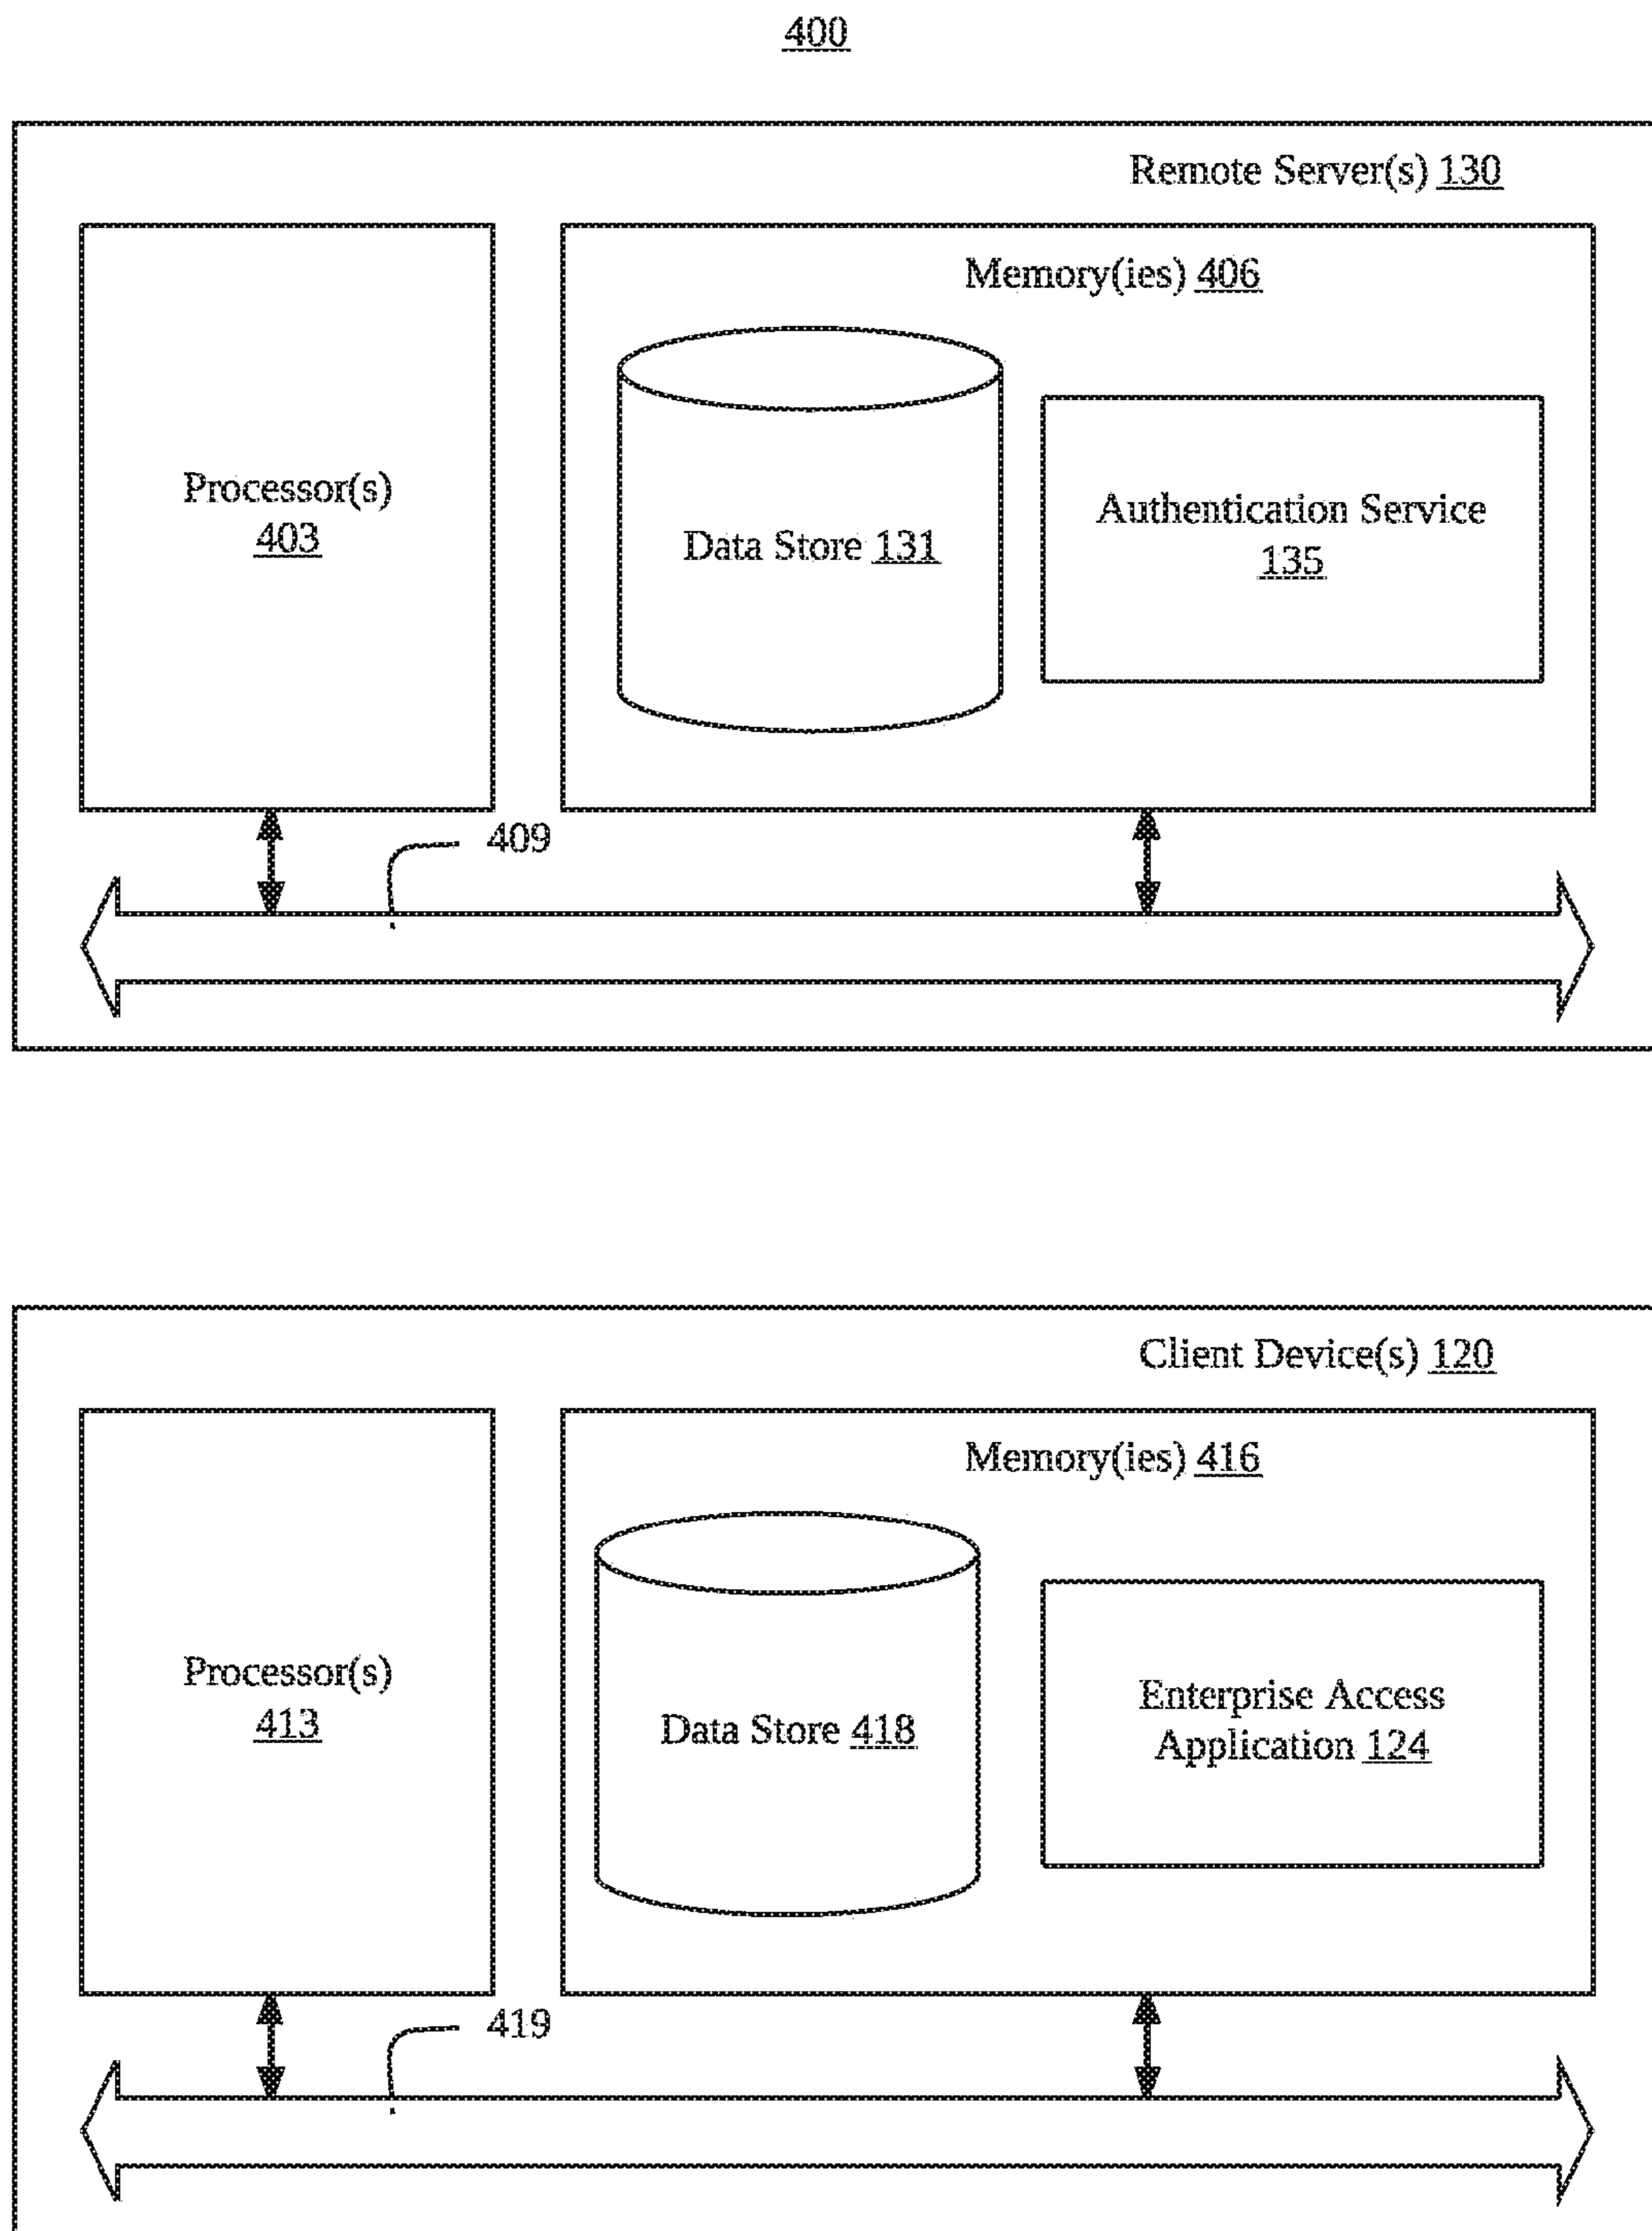 400
Remote Server(s) 130
Memory(ies) 406
Processor(s)
403
Data Store 131
Authentication Service
135
409
Client Device(s) 120
Memory(ies) 416
Processor(s)
413
Data Store 418
Enterprise Access
Application 124
419